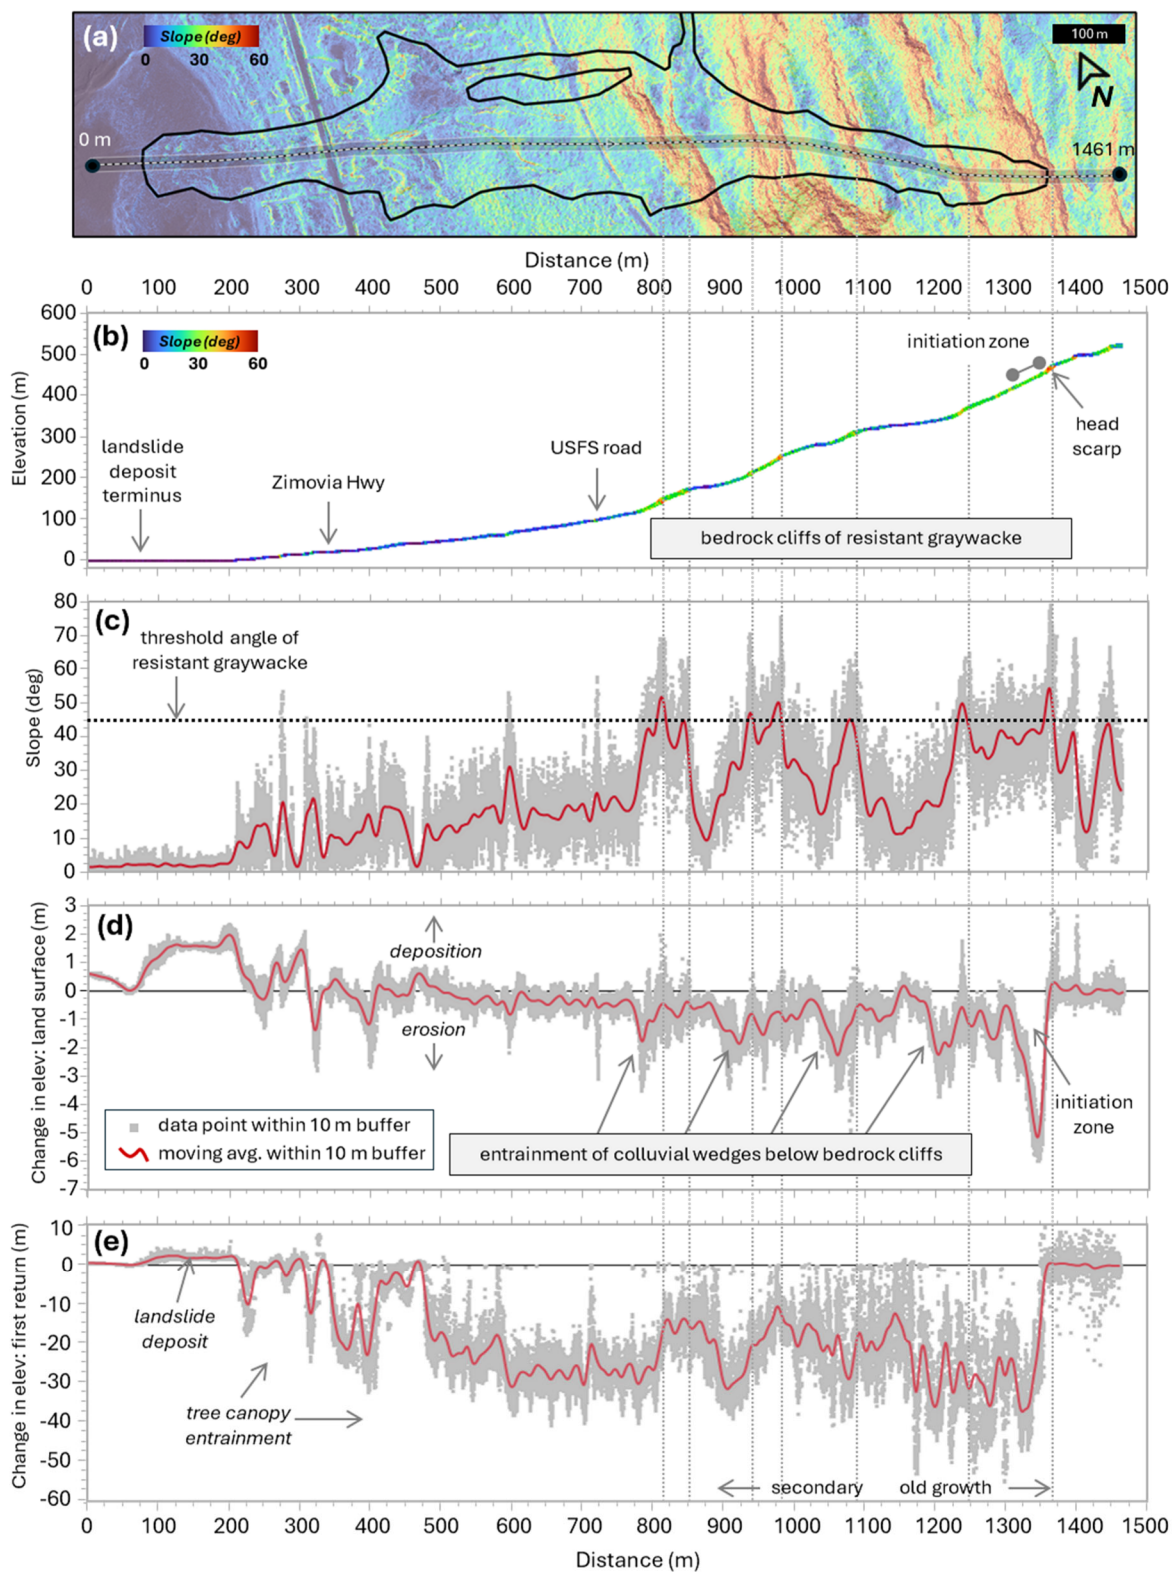 (a)
Slope (deg)
0 30 60
100 m
N
0 m
1461 m
Distance (m)
0 100 200 300 400 500 600 700 800 900 1000 1100 1200 1300 1400 1500
600
500
400
300
200
100
0
Elevation (m)
(b)
Slope (deg)
0 30 60
initiation zone
head
scarp
landslide
deposit
terminus
Zimovia Hwy
USFS road
bedrock cliffs of resistant graywacke
80
70
60
50
40
30
20
10
0
Slope (deg)
(c)
threshold angle of
resistant graywacke
3
2
1
0
-1
-2
-3
-4
-5
-6
-7
Change in elev: land surface (m)
(d)
deposition
erosion
initiation
zone
data point within 10 m buffer
moving avg. within 10 m buffer
entrainment of colluvial wedges below bedrock cliffs
10
0
-10
-20
-30
-40
-50
-60
Change in elev: first return (m)
(e)
landslide
deposit
tree canopy
entrainment
secondary
old growth
0 100 200 300 400 500 600 700 800 900 1000 1100 1200 1300 1400 1500
Distance (m)